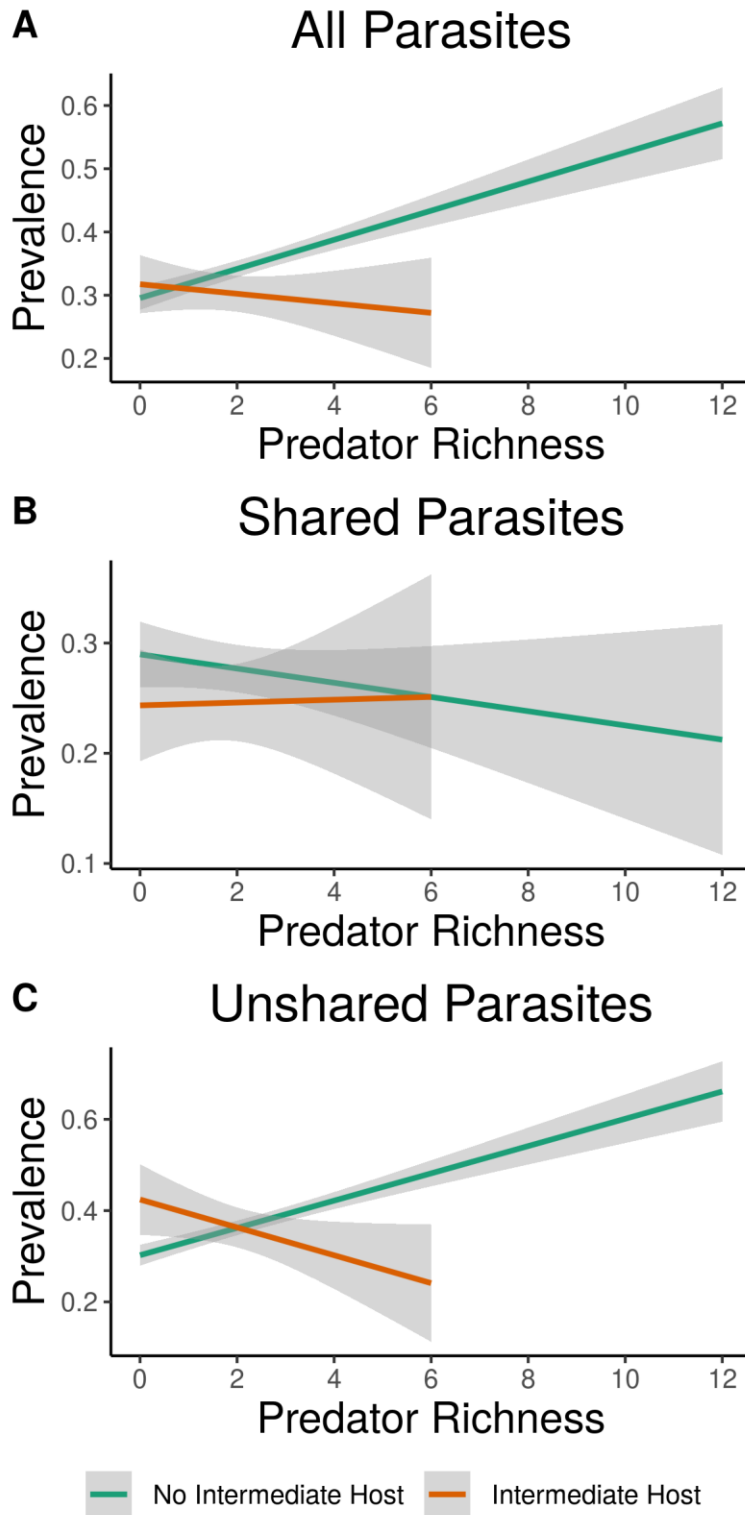 A
All Parasites
Prevalence
0.6
0.5
0.4
0.3
0.2
0 2 4 6 8 10 12
Predator Richness
B
Shared Parasites
Prevalence
0.3
0.2
0.1
0 2 4 6 8 10 12
Predator Richness
C
Unshared Parasites
Prevalence
0.6
0.4
0.2
0 2 4 6 8 10 12
Predator Richness
No Intermediate Host Intermediate Host